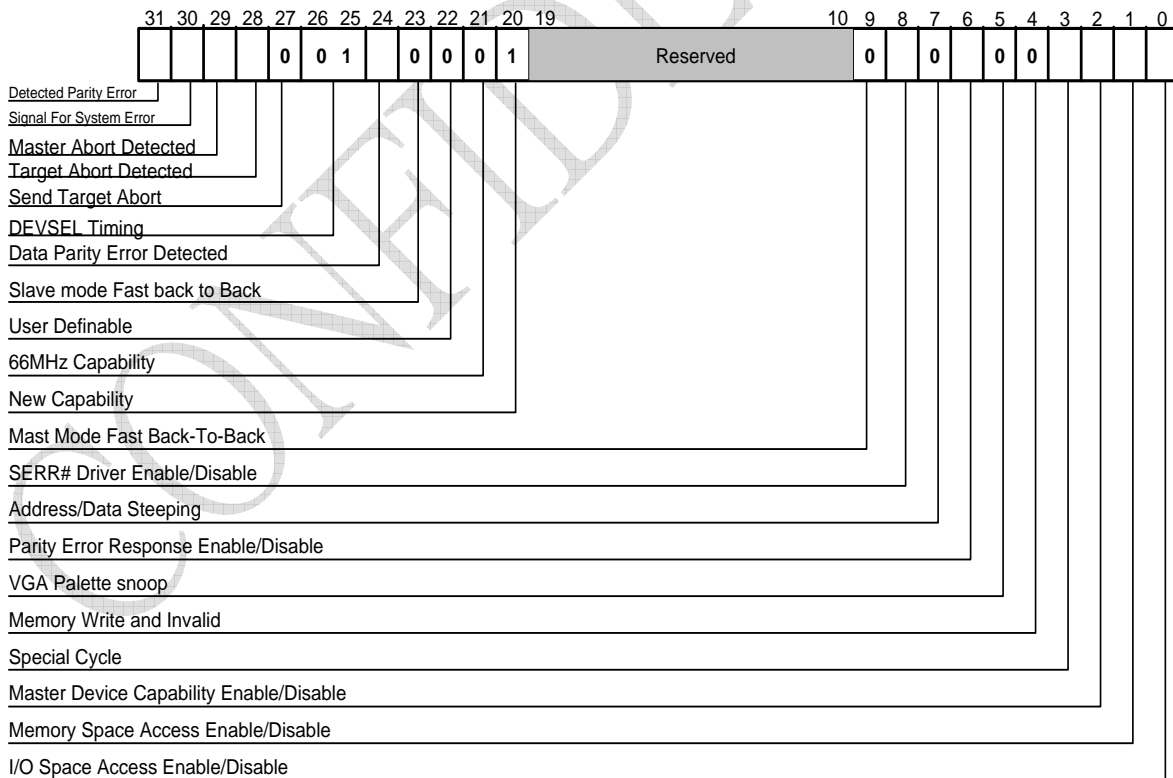 31 30 29 28 27 26 25 24 23 22 21 20 19 10 9 8 7 6 5 4 3 2 1 0
0 0 1 0 0 0 1 Reserved 0 0 0 0
Detected Parity Error
Signal For System Error
Master Abort Detected
Target Abort Detected
Send Target Abort
DEVSEL Timing
Data Parity Error Detected
Slave mode Fast back to Back
User Definable
66MHz Capability
New Capability
Mast Mode Fast Back-To-Back
SERR# Driver Enable/Disable
Address/Data Steeping
Parity Error Response Enable/Disable
VGA Palette snoop
Memory Write and Invalid
Special Cycle
Master Device Capability Enable/Disable
Memory Space Access Enable/Disable
I/O Space Access Enable/Disable